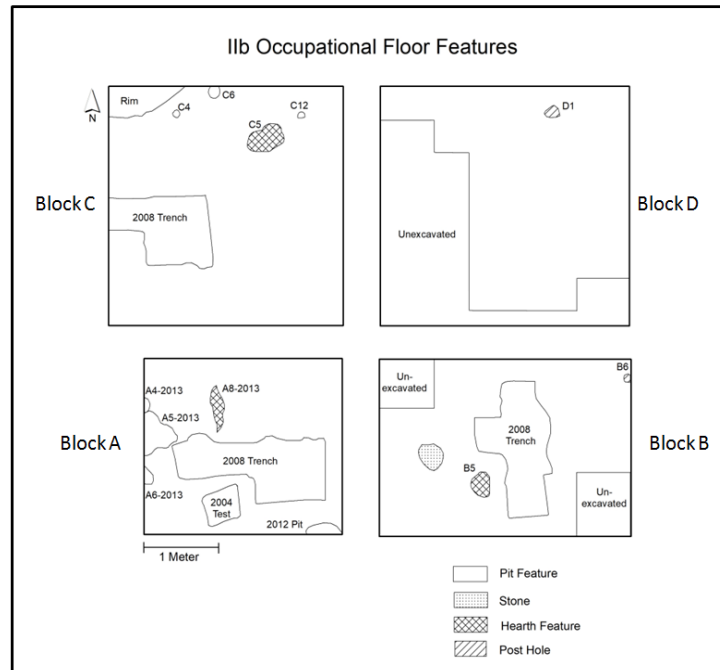 IIb Occupational Floor Features
N
Rim
C4
C6
C12
C5
2008 Trench
Block C
D1
Unexcavated
Block D
A4-2013
A8-2013
A5-2013
2008 Trench
A6-2013
2004
Test
2012 Pit
Block A
1 Meter
Un-
excavated
B6
2008
Trench
B5
Un-
excavated
Block B
Pit Feature
Stone
Hearth Feature
Post Hole